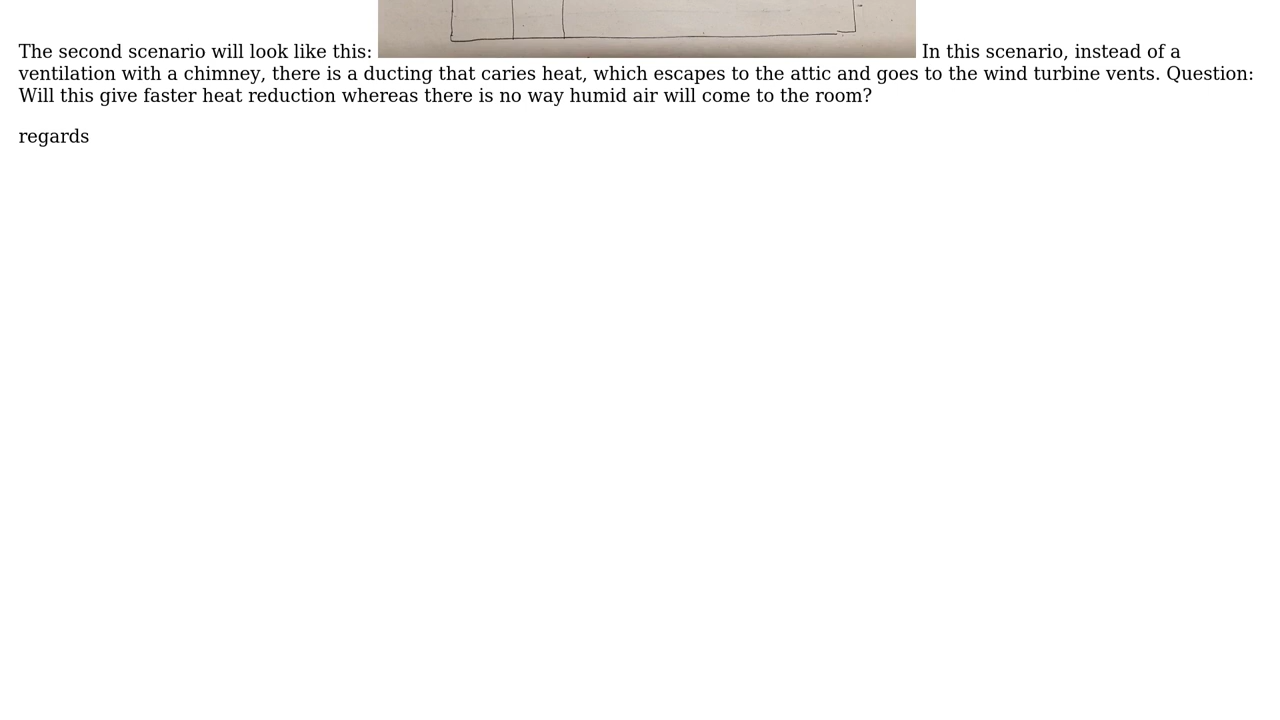 The second scenario will look like this: In this scenario, instead of a
ventilation with a chimney, there is a ducting that caries heat, which escapes to the attic and goes to the wind turbine vents. Question:
Will this give faster heat reduction whereas there is no way humid air will come to the room?
regards